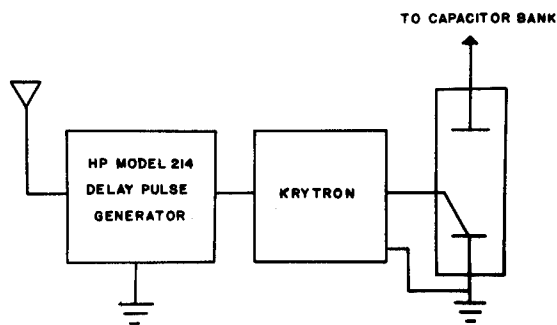 TO CAPACITOR BANK
HP MODEL 214
DELAY PULSE
GENERATOR
KRYTRON